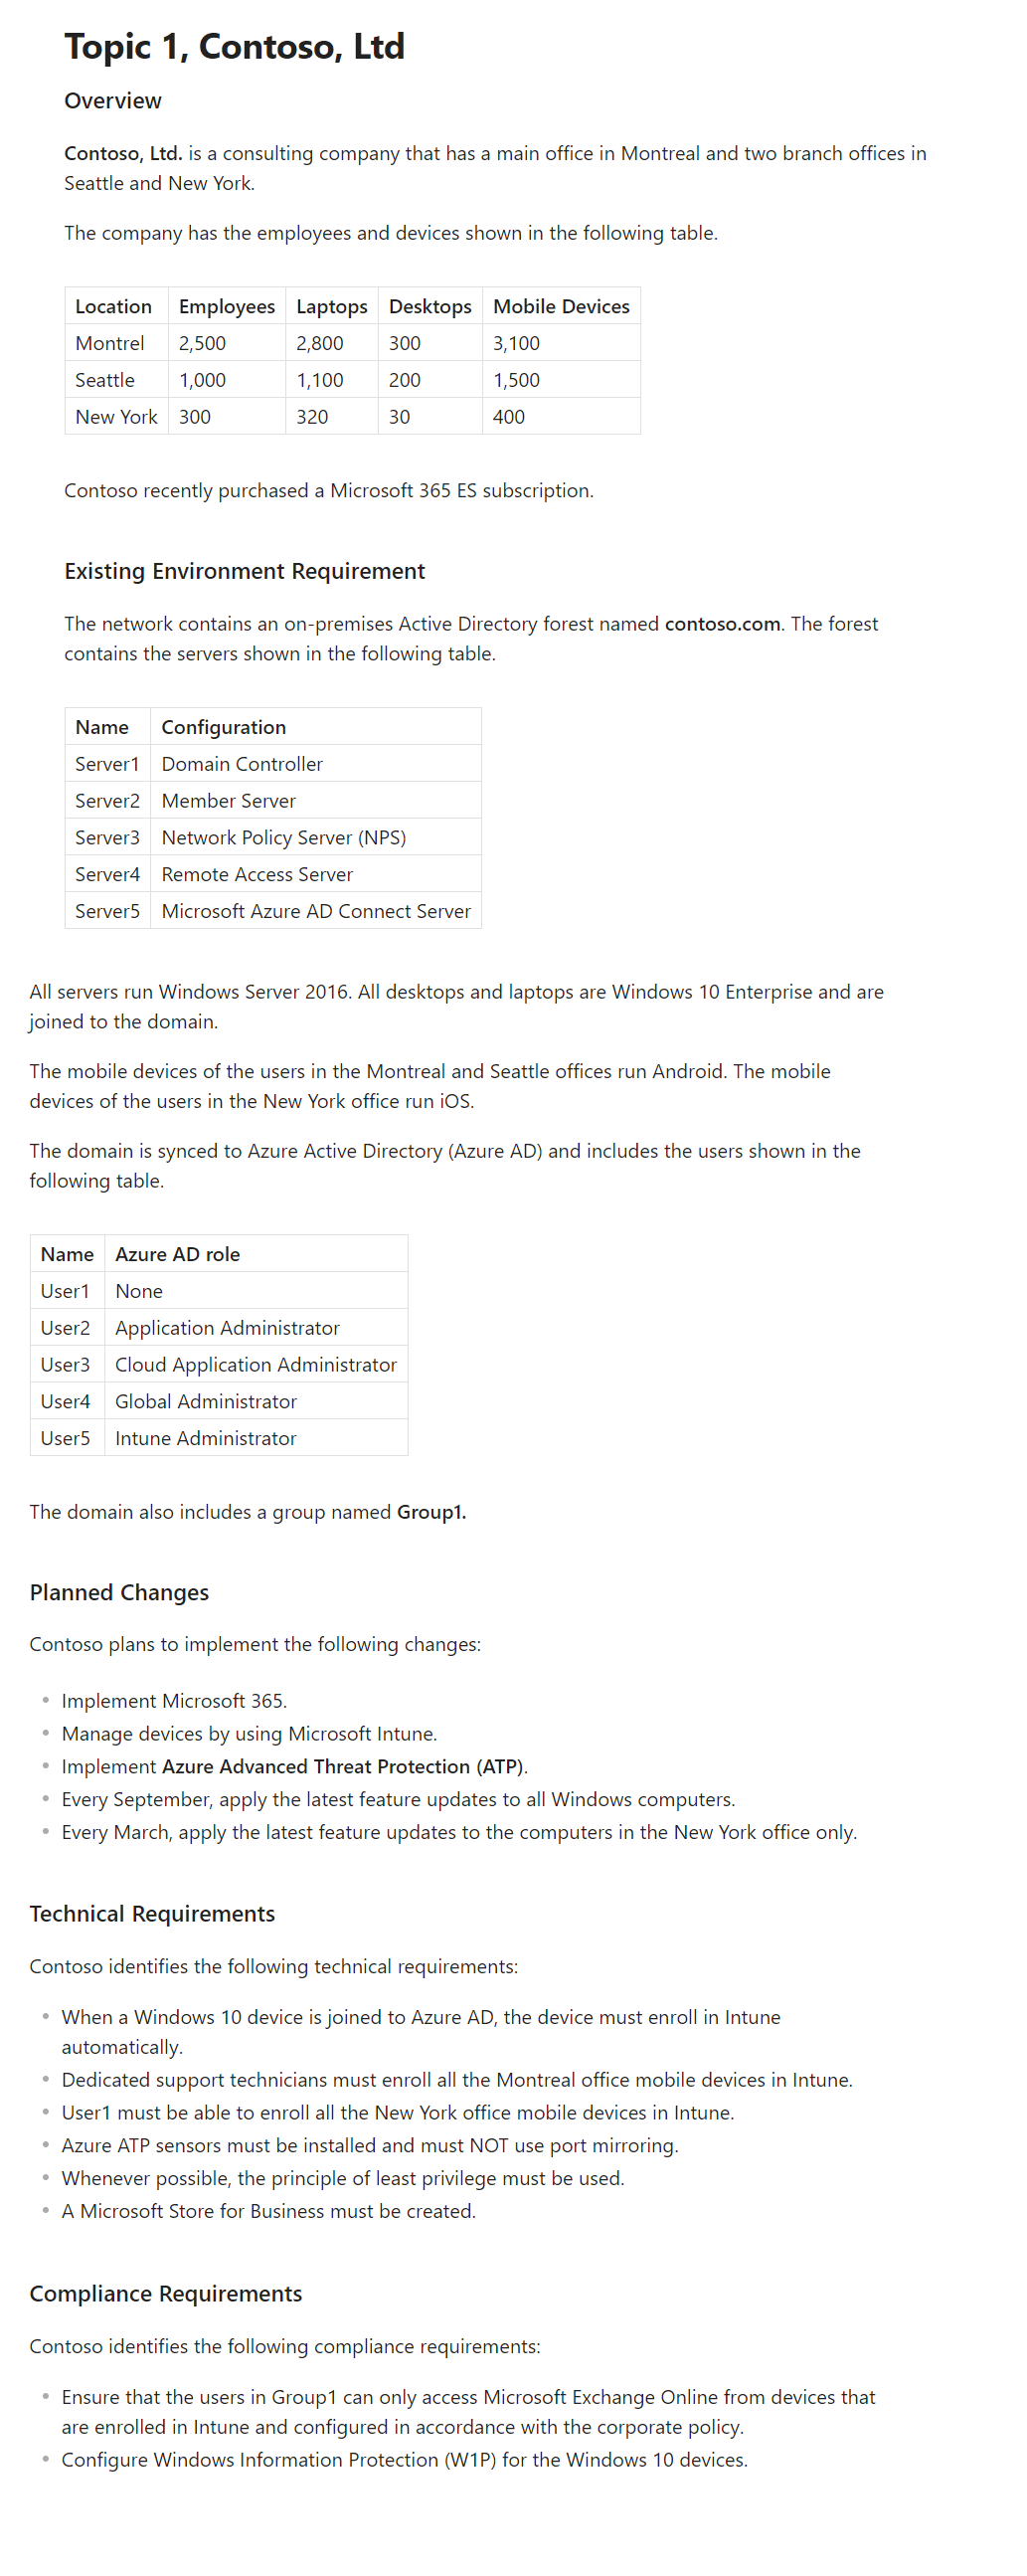 Topic 1, Contoso, Ltd
Overview
Contoso, Ltd. is a consulting company that has a main office in Montreal and two branch offices in
Seattle and New York.
The company has the employees and devices shown in the following table.
Location Employees Laptops Desktops Mobile Devices
Montrel 2,500 2,800 300 3,100
Seattle 1,000 1,100 200 1,500
New York 300 320 30 400
Contoso recently purchased a Microsoft 365 ES subscription.
Existing Environment Requirement
The network contains an on-premises Active Directory forest named contoso.com. The forest
contains the servers shown in the following table.
Name Configuration
Server1 Domain Controller
Server2 Member Server
Server3 Network Policy Server (NPS)
Server4 Remote Access Server
Server5 Microsoft Azure AD Connect Server
All servers run Windows Server 2016. All desktops and laptops are Windows 10 Enterprise and are
joined to the domain.
The mobile devices of the users in the Montreal and Seattle offices run Android. The mobile
devices of the users in the New York office run iOS.
The domain is synced to Azure Active Directory (Azure AD) and includes the users shown in the
following table.
Name Azure AD role
User1 None
User2 Application Administrator
User3 Cloud Application Administrator
User4 Global Administrator
User5 Intune Administrator
The domain also includes a group named Group1.
Planned Changes
Contoso plans to implement the following changes:
• Implement Microsoft 365.
• Manage devices by using Microsoft Intune.
• Implement Azure Advanced Threat Protection (ATP).
• Every September, apply the latest feature updates to all Windows computers.
• Every March, apply the latest feature updates to the computers in the New York office only.
Technical Requirements
Contoso identifies the following technical requirements:
• When a Windows 10 device is joined to Azure AD, the device must enroll in Intune
automatically.
• Dedicated support technicians must enroll all the Montreal office mobile devices in Intune.
• User1 must be able to enroll all the New York office mobile devices in Intune.
• Azure ATP sensors must be installed and must NOT use port mirroring.
• Whenever possible, the principle of least privilege must be used.
• A Microsoft Store for Business must be created.
Compliance Requirements
Contoso identifies the following compliance requirements:
• Ensure that the users in Group1 can only access Microsoft Exchange Online from devices that
are enrolled in Intune and configured in accordance with the corporate policy.
• Configure Windows Information Protection (W1P) for the Windows 10 devices.